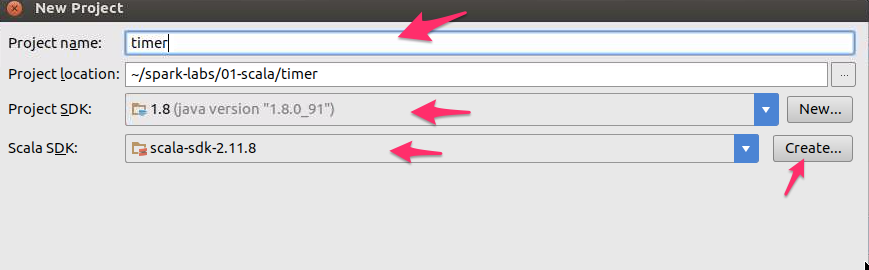 New Project
Project name: timer
Project location: ~/spark-labs/01-scala/timer ...
Project SDK: 1.8 (java version "1.8.0_91") New...
Scala SDK: scala-sdk-2.11.8 Create...